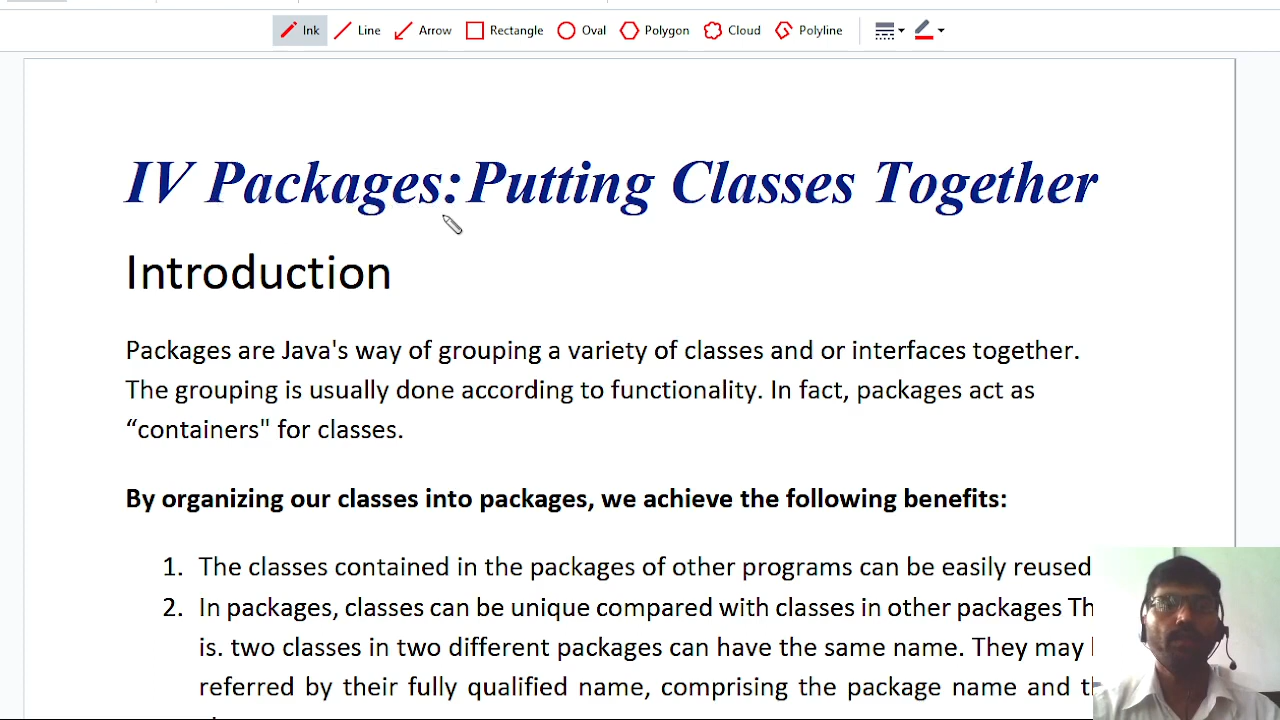 Ink Line Arrow Rectangle Oval Polygon Cloud Polyline
IV Packages: Putting Classes Together
Introduction
Packages are Java's way of grouping a variety of classes and or interfaces together.
The grouping is usually done according to functionality. In fact, packages act as
“containers" for classes.
By organizing our classes into packages, we achieve the following benefits:
1. The classes contained in the packages of other programs can be easily reused
2. In packages, classes can be unique compared with classes in other packages Th
is. two classes in two different packages can have the same name. They may
referred by their fully qualified name, comprising the package name and th